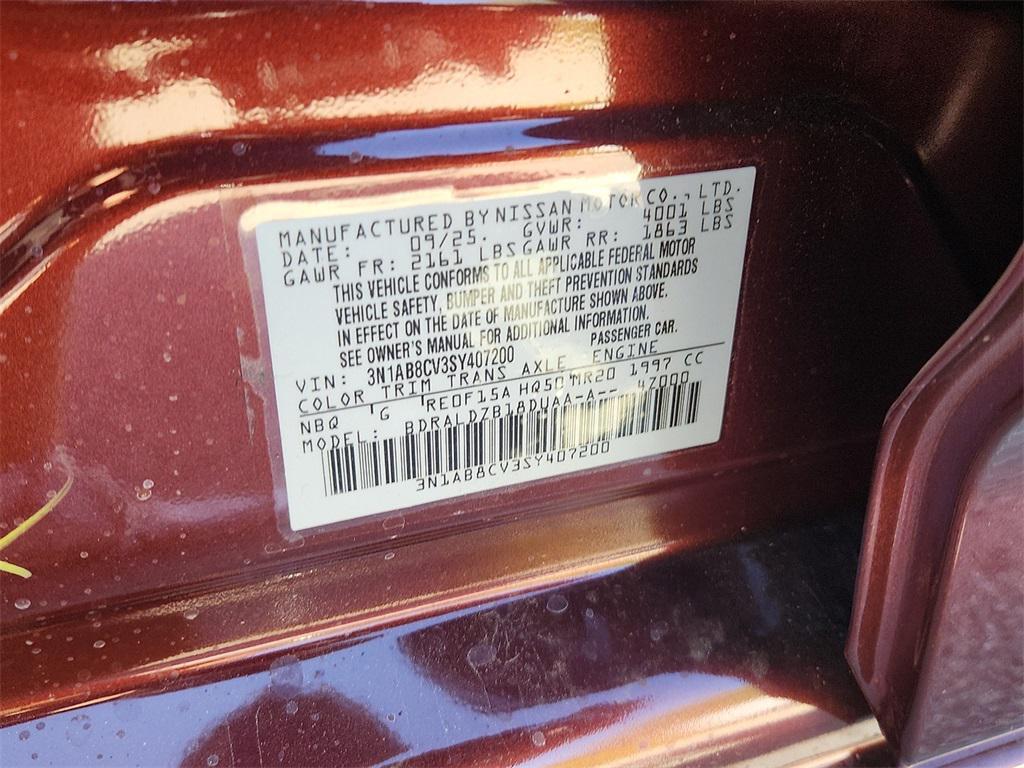 MANUFACTURED BY NISSAN MOTOR CO., LTD.
DATE: 09/25. GVWR: 4001 LBS
GAWR FR: 2161 LBS GAWR RR: 1863 LBS
THIS VEHICLE CONFORMS TO ALL APPLICABLE FEDERAL MOTOR
VEHICLE SAFETY, BUMPER AND THEFT PREVENTION STANDARDS
IN EFFECT ON THE DATE OF MANUFACTURE SHOWN ABOVE.
SEE OWNER'S MANUAL FOR ADDITIONAL INFORMATION.
VIN: 3N1AB8CV3SY407200 PASSENGER CAR.
COLOR TRIM TRANS AXLE ENGINE
NBQ G RE0F15A HQ50 MR20 1997 CC
MODEL: BDRALDZB18DUAA-A-- 47000
3N1AB8CV3SY407200